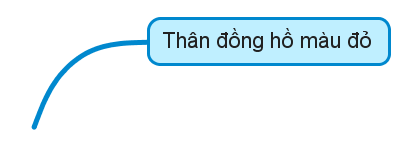 Thân đồng hồ màu đỏ